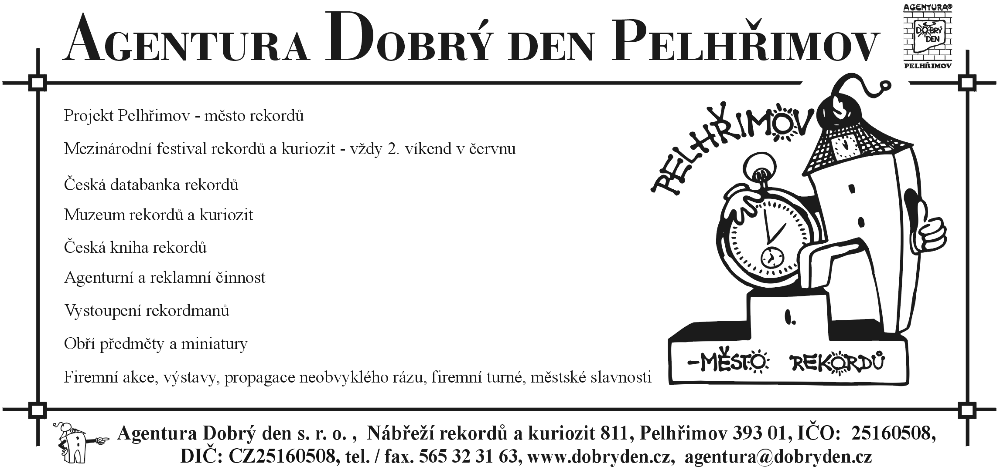 AGENTURA DOBRÝ DEN PELHŘIMOV
AGENTURA®
DOBRÝ
DEN
PELHŘIMOV
Projekt Pelhřimov - město rekordů
Mezinárodní festival rekordů a kuriozit - vždy 2. víkend v červnu
Česká databanka rekordů
Muzeum rekordů a kuriozit
Česká kniha rekordů
Agenturní a reklamní činnost
Vystoupení rekordmanů
Obří předměty a miniatury
Firemní akce, výstavy, propagace neobvyklého rázu, firemní turné, městské slavnosti
PELHŘIMOV
1.
-MĚSTO REKORDŮ
Agentura Dobrý den s. r. o. , Nábřeží rekordů a kuriozit 811, Pelhřimov 393 01, IČO: 25160508,
DIČ: CZ25160508, tel. / fax. 565 32 31 63, www.dobryden.cz, agentura@dobryden.cz